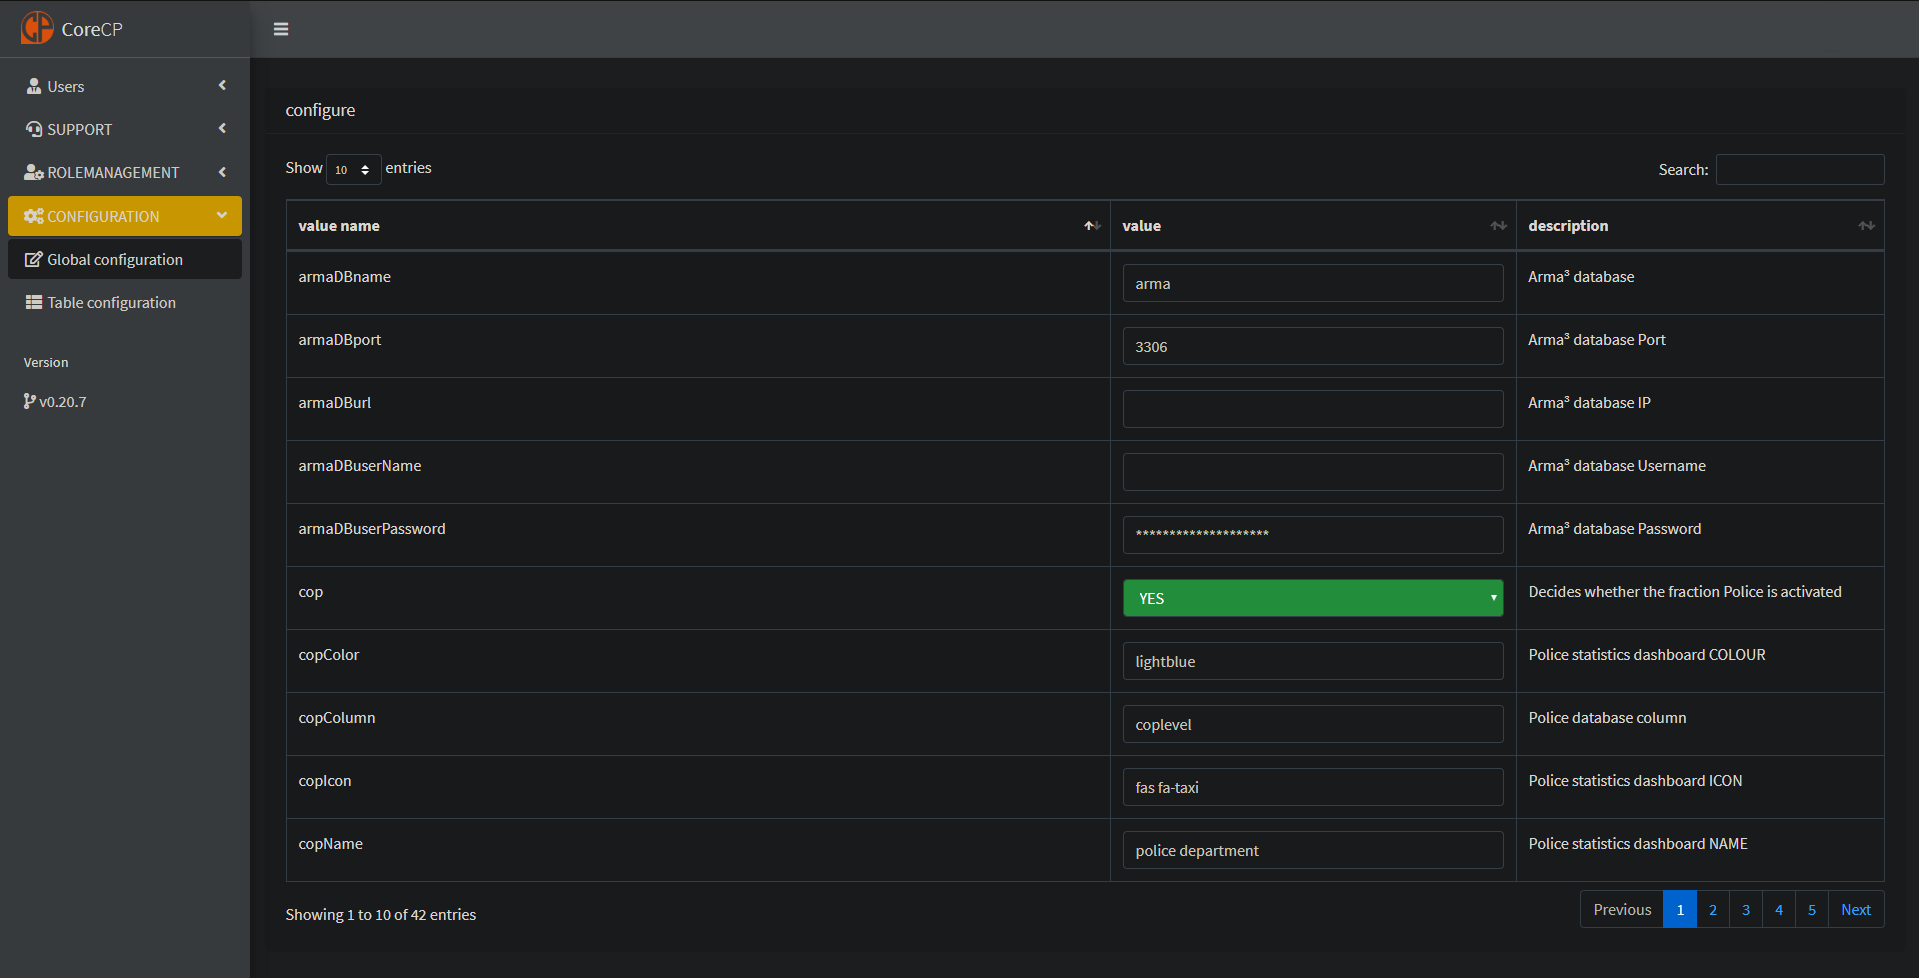 CoreCP
Users
SUPPORT
ROLEMANAGEMENT
CONFIGURATION
Global configuration
Table configuration
Version
v0.20.7
configure
Show 10 entries
Search:
value name value description
armaDBname arma Arma³ database
armaDBport 3306 Arma³ database Port
armaDBurl Arma³ database IP
armaDBuserName Arma³ database Username
armaDBuserPassword ******************** Arma³ database Password
cop YES Decides whether the fraction Police is activated
copColor lightblue Police statistics dashboard COLOUR
copColumn coplevel Police database column
copIcon fas fa-taxi Police statistics dashboard ICON
copName police department Police statistics dashboard NAME
Showing 1 to 10 of 42 entries
Previous 1 2 3 4 5 Next